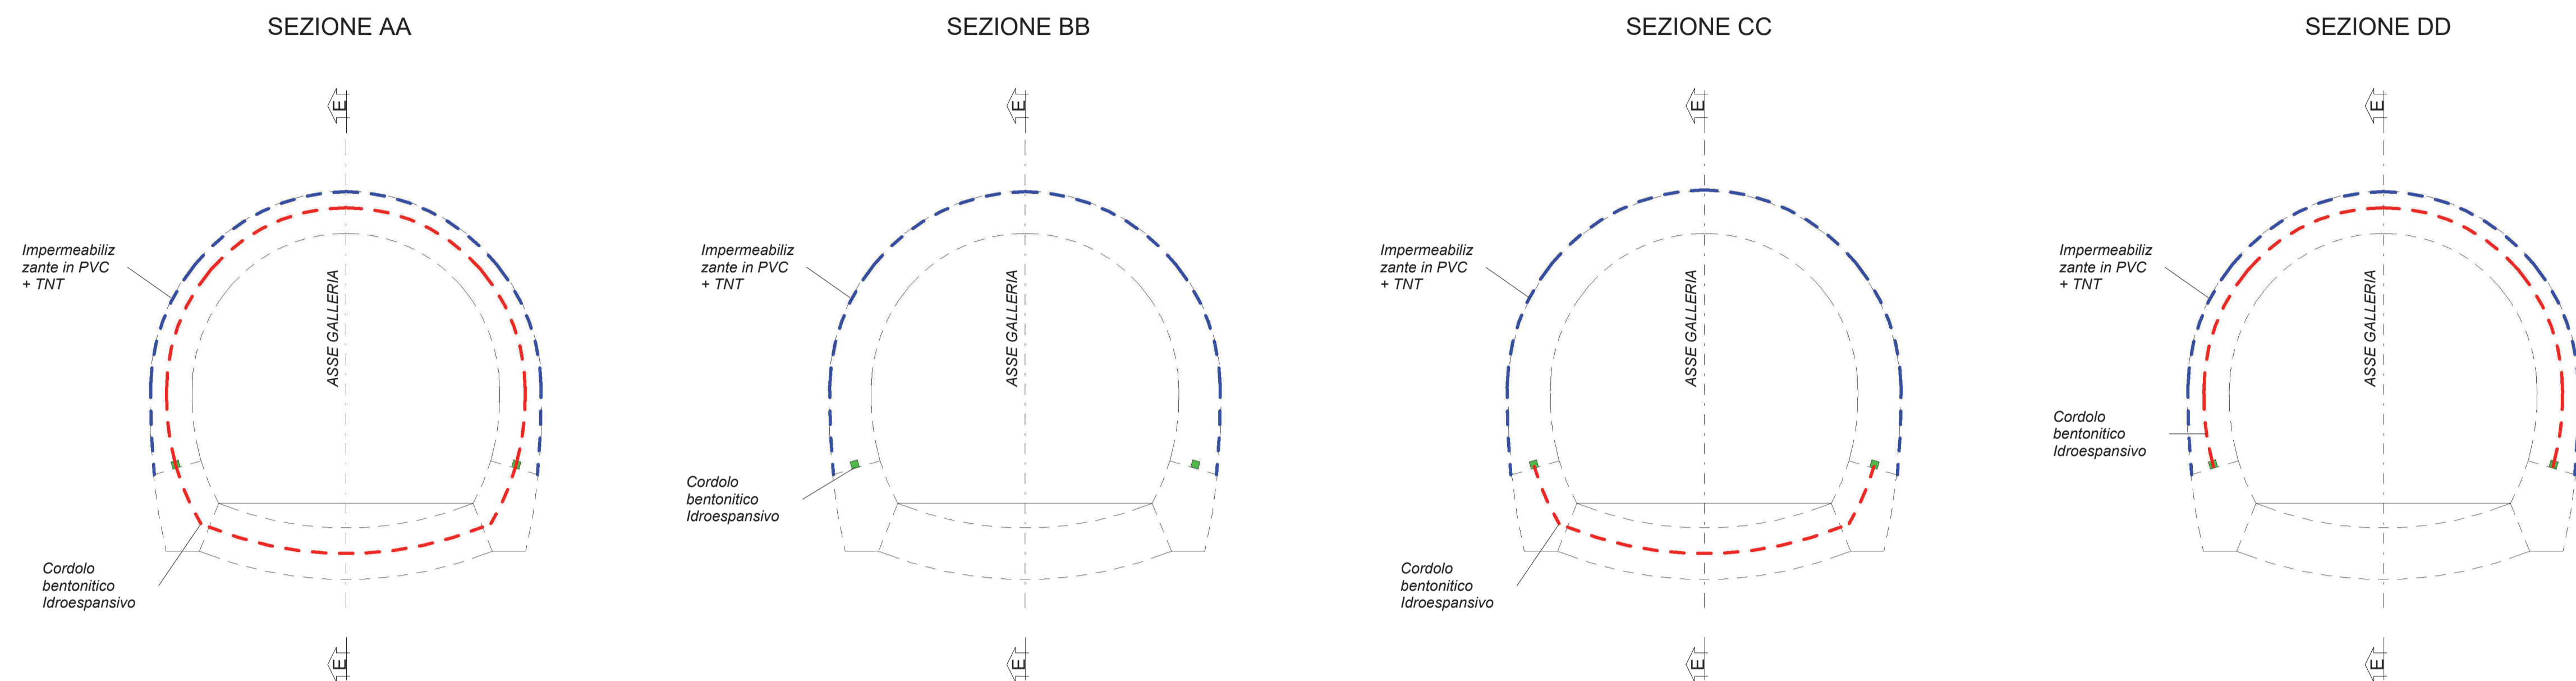 SEZIONE AA
E
Impermeabiliz
zante in PVC
+ TNT
ASSE GALLERIA
Cordolo
bentonitico
Idroespansivo
E
SEZIONE BB
E
Impermeabiliz
zante in PVC
+ TNT
ASSE GALLERIA
Cordolo
bentonitico
Idroespansivo
E
SEZIONE CC
E
Impermeabiliz
zante in PVC
+ TNT
ASSE GALLERIA
Cordolo
bentonitico
Idroespansivo
E
SEZIONE DD
E
Impermeabiliz
zante in PVC
+ TNT
ASSE GALLERIA
Cordolo
bentonitico
Idroespansivo
E